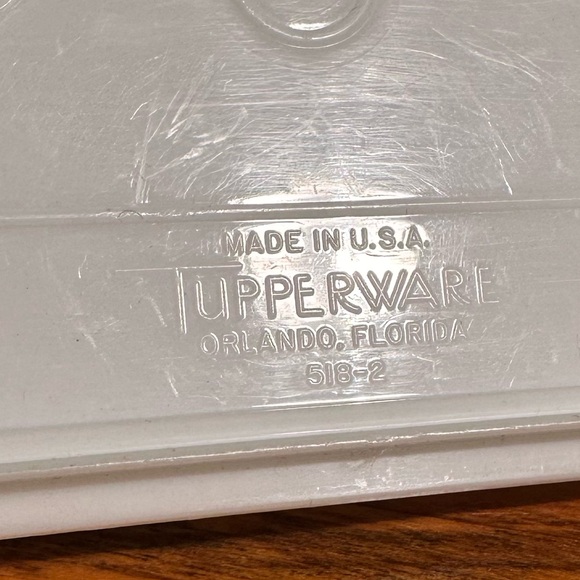 MADE IN U.S.A.
TUPPERWARE
ORLANDO, FLORIDA
518-2